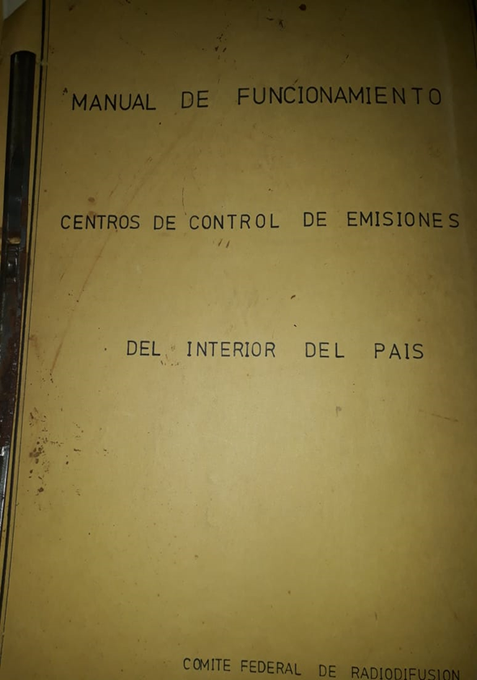 MANUAL DE FUNCIONAMIENTO
CENTROS DE CONTROL DE EMISIONES
DEL INTERIOR DEL PAIS
COMITE FEDERAL DE RADIODIFUSION